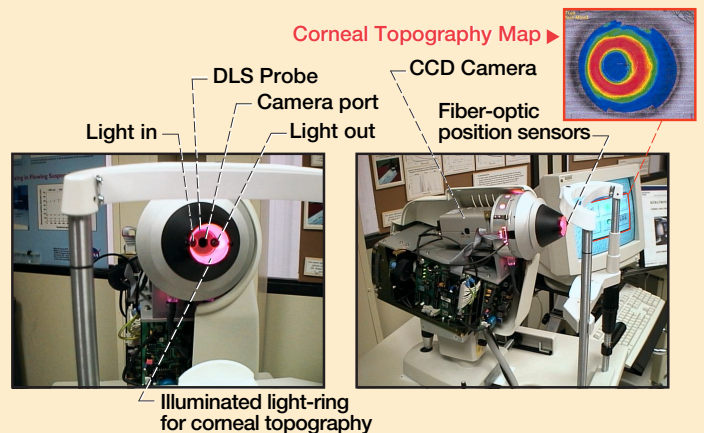 Corneal Topography Map
DLS Probe
Camera port
Light in
Light out
CCD Camera
Fiber-optic
position sensors
Illuminated light-ring
for corneal topography